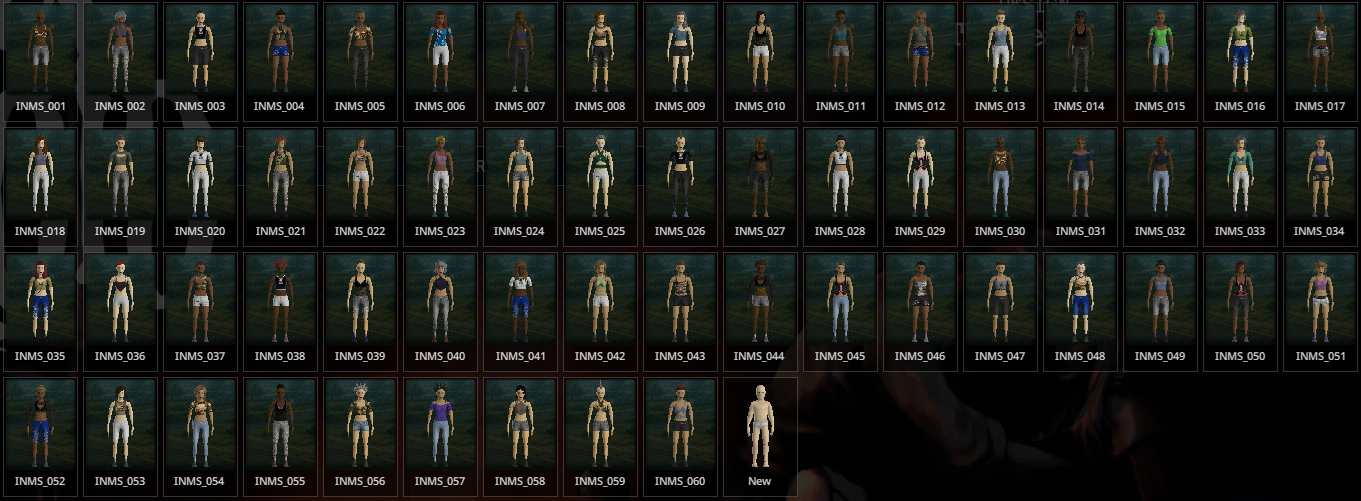 INMS_001 INMS_002 INMS_003 INMS_004 INMS_005 INMS_006 INMS_007 INMS_008 INMS_009 INMS_010 INMS_011 INMS_012 INMS_013 INMS_014 INMS_015 INMS_016 INMS_017
INMS_018 INMS_019 INMS_020 INMS_021 INMS_022 INMS_023 INMS_024 INMS_025 INMS_026 INMS_027 INMS_028 INMS_029 INMS_030 INMS_031 INMS_032 INMS_033 INMS_034
INMS_035 INMS_036 INMS_037 INMS_038 INMS_039 INMS_040 INMS_041 INMS_042 INMS_043 INMS_044 INMS_045 INMS_046 INMS_047 INMS_048 INMS_049 INMS_050 INMS_051
INMS_052 INMS_053 INMS_054 INMS_055 INMS_056 INMS_057 INMS_058 INMS_059 INMS_060 New